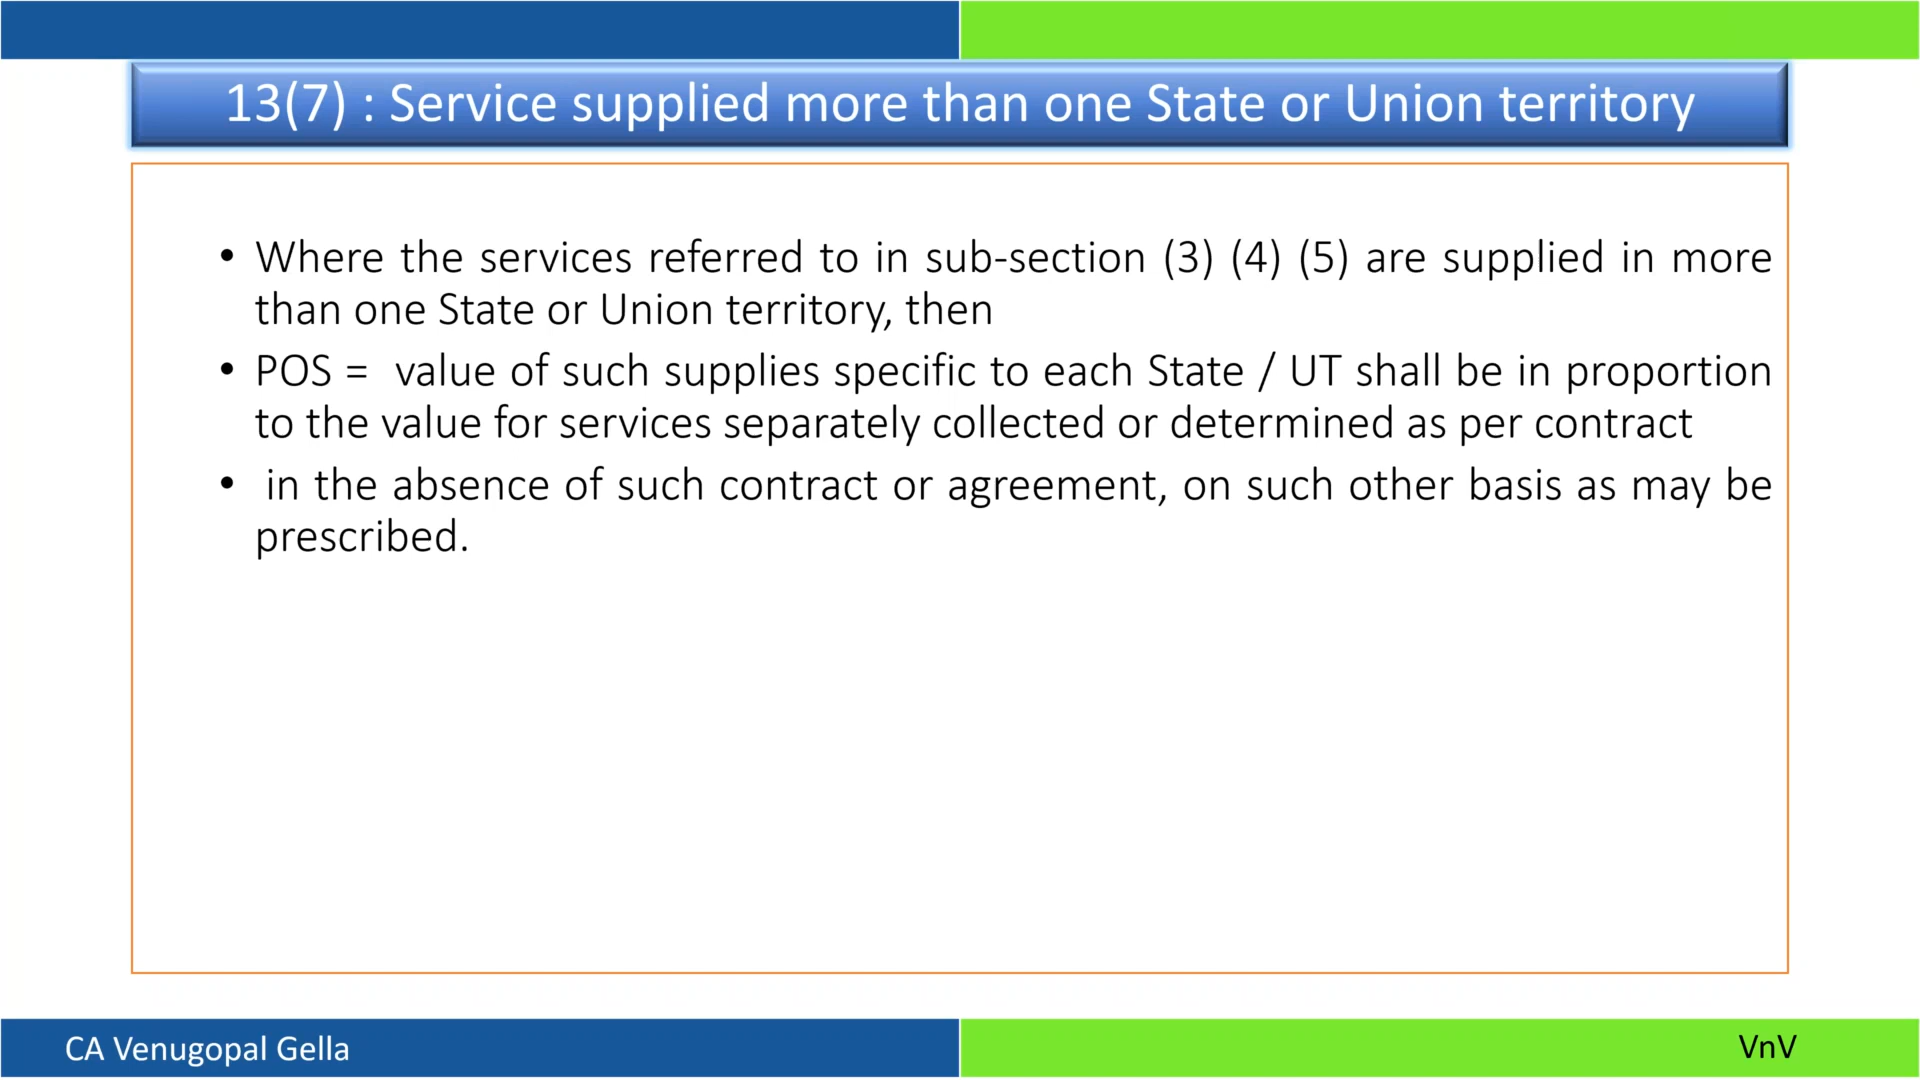 13(7) : Service supplied more than one State or Union territory
• Where the services referred to in sub-section (3) (4) (5) are supplied in more
than one State or Union territory, then
• POS = value of such supplies specific to each State / UT shall be in proportion
to the value for services separately collected or determined as per contract
• in the absence of such contract or agreement, on such other basis as may be
prescribed.
CA Venugopal Gella
VnV